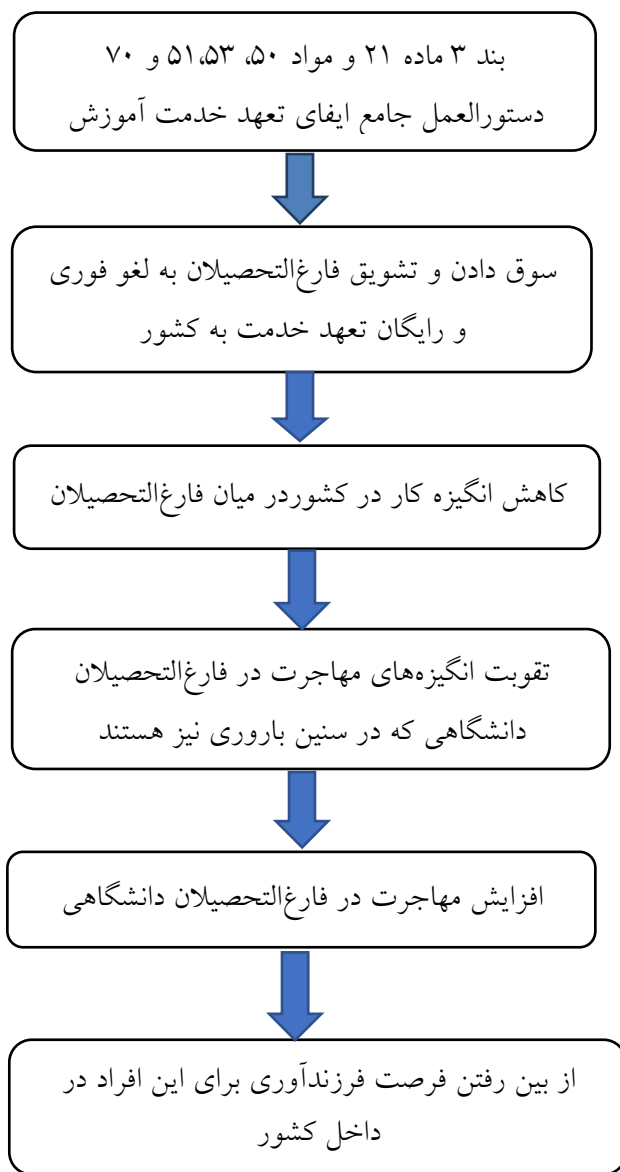 بند ۳ ماده ۲۱ و مواد ۵۰، ۵۱،۵۳ و ۷۰
دستورالعمل جامع ایفای تعهد خدمت آموزش
سوق دادن و تشویق فارغ‌التحصیلان به لغو فوری
و رایگان تعهد خدمت به کشور
کاهش انگیزه کار در کشوردر میان فارغ‌التحصیلان
تقوبت انگیزه‌های مهاجرت در فارغ‌التحصیلان
دانشگاهی که در سنین باروری نیز هستند
افزایش مهاجرت در فارغ‌التحصیلان دانشگاهی
از بین رفتن فرصت فرزندآوری برای این افراد در
داخل کشور